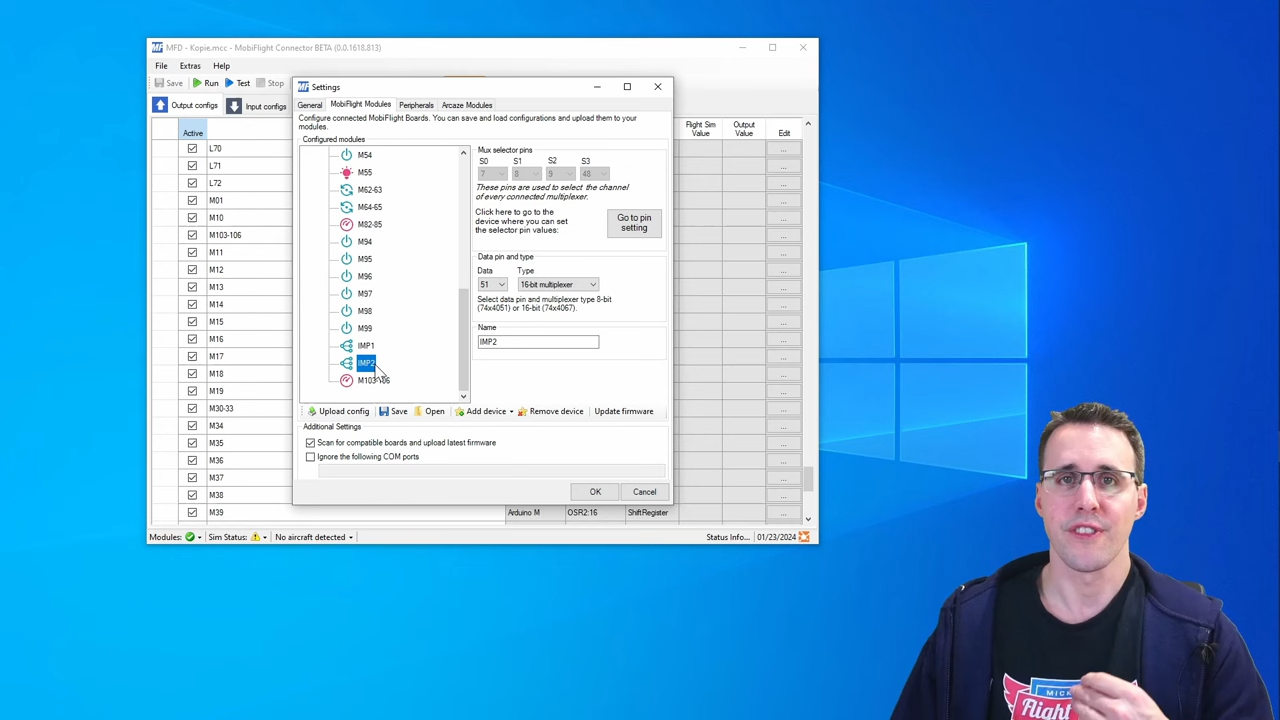 MFD - Kopie.mcc - MobiFlight Connector BETA (0.0.1618.813)
File Extras Help
Save Run Test Stop
Output configs Input configs
Active
Flight Sim Value
Output Value
Edit
L70
L71
L72
M01
M10
M103-106
M11
M12
M13
M14
M15
M16
M17
M18
M19
M30-33
M34
M35
M36
M37
M38
M39 Arduino M OSR2:16 ShiftRegister
Modules: Sim Status: No aircraft detected Status Info... 01/23/2024
Settings
General MobiFlight Modules Peripherals Arcaze Modules
Configure connected MobiFlight Boards. You can save and load configurations and upload them to your
modules.
Configured modules
M54
M55
M62-63
M64-65
M82-85
M94
M95
M96
M97
M98
M99
IMP1
IMP2
Mux selector pins
S0 S1 S2 S3
7 8 9 48
These pins are used to select the channel
of every connected multiplexer.
Click here to go to the
device where you can set
the selector pin values:
Go to pin
setting
Data pin and type
Data Type
51 16-bit multiplexer
Select data pin and multiplexer type 8-bit
(74x4051) or 16-bit (74x4067).
Name
IMP2
Upload config Save Open Add device Remove device Update firmware
Additional Settings
Scan for compatible boards and upload latest firmware
Ignore the following COM ports
OK Cancel
MICK
Flight